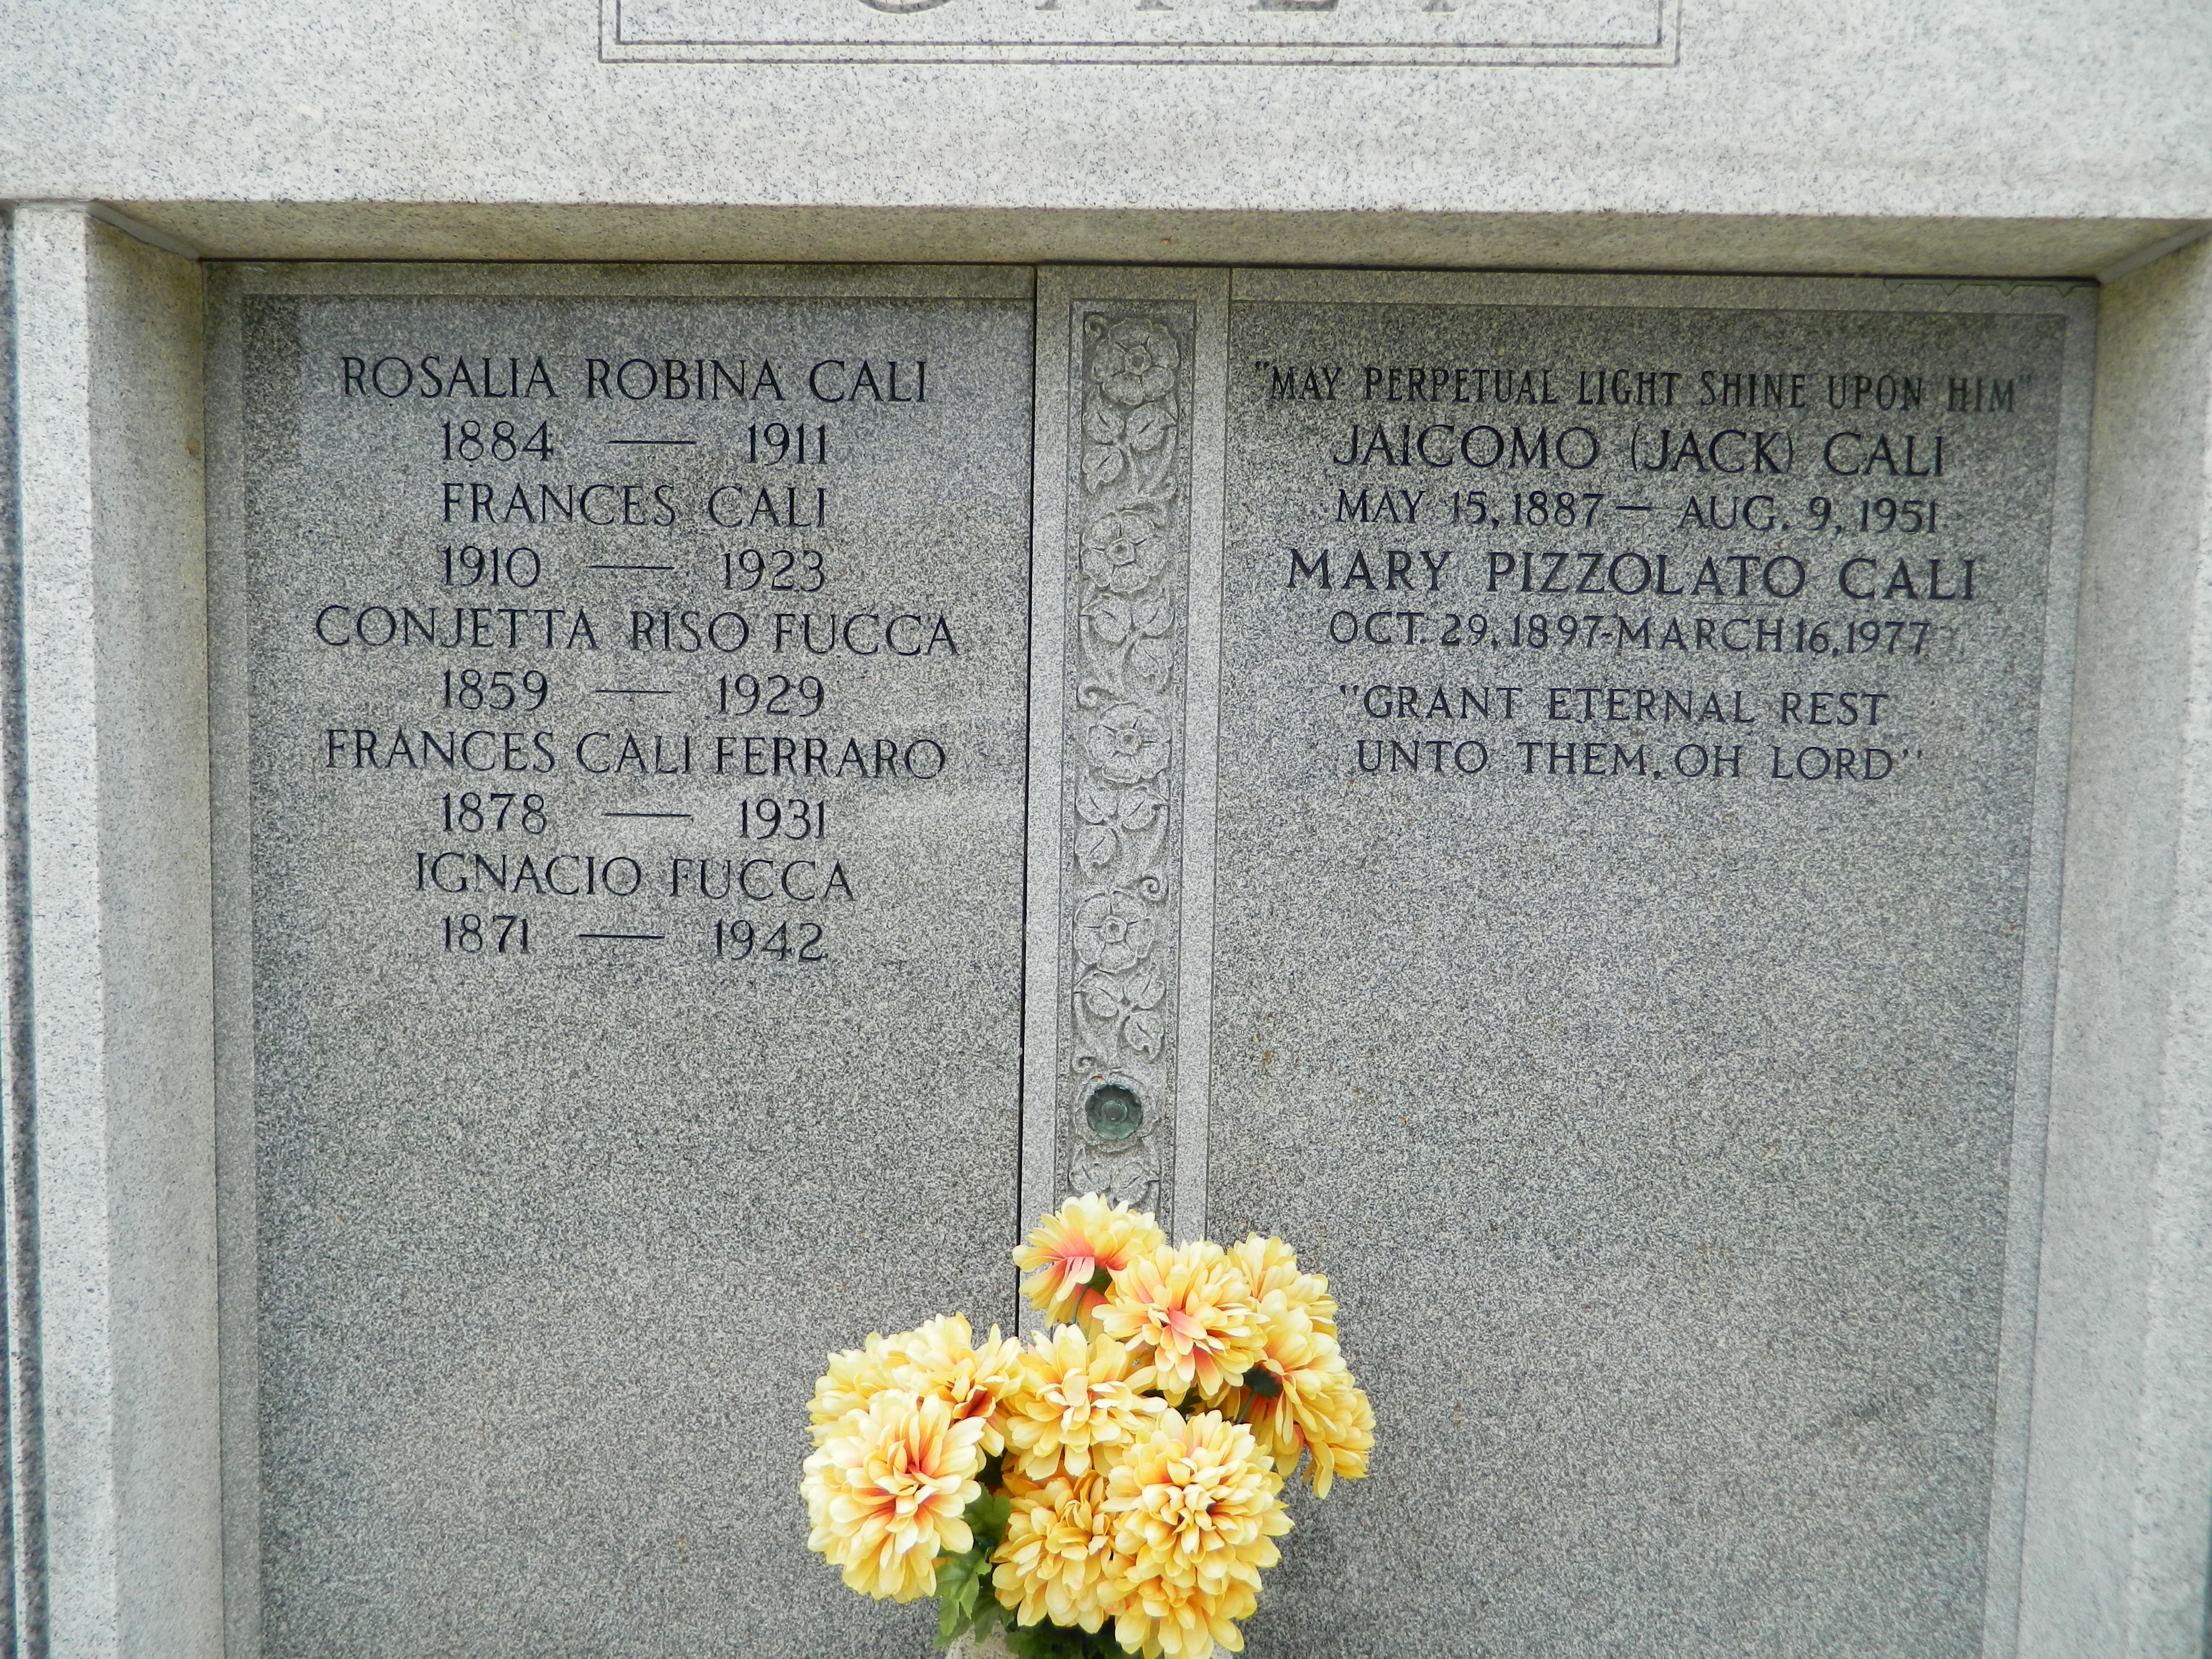 CALI
ROSALIA ROBINA CALI
1884 — 1911
FRANCES CALI
1910 — 1923
CONJETTA RISO FUCCA
1859 — 1929
FRANCES CALI FERRARO
1878 — 1931
IGNACIO FUCCA
1871 — 1942
"MAY PERPETUAL LIGHT SHINE UPON HIM"
JAICOMO (JACK) CALI
MAY 15, 1887 — AUG. 9, 1951
MARY PIZZOLATO CALI
OCT. 29, 1897-MARCH 16, 1977
"GRANT ETERNAL REST
UNTO THEM, OH LORD"